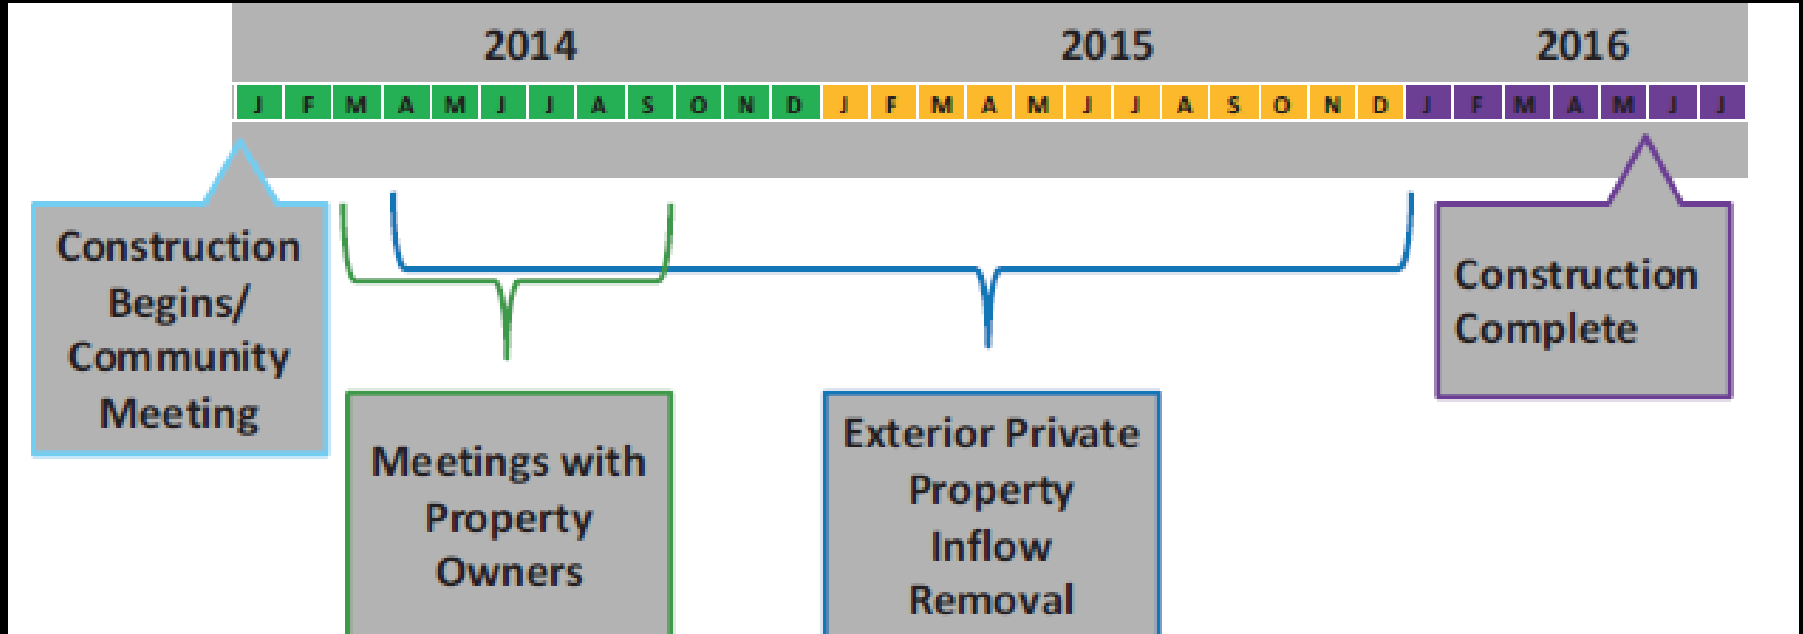 2014 2015 2016
J F M A M J J A S O N D J F M A M J J A S O N D J F M A M J J
Construction
Begins/
Community
Meeting
Meetings with
Property
Owners
Exterior Private
Property
Inflow
Removal
Construction
Complete